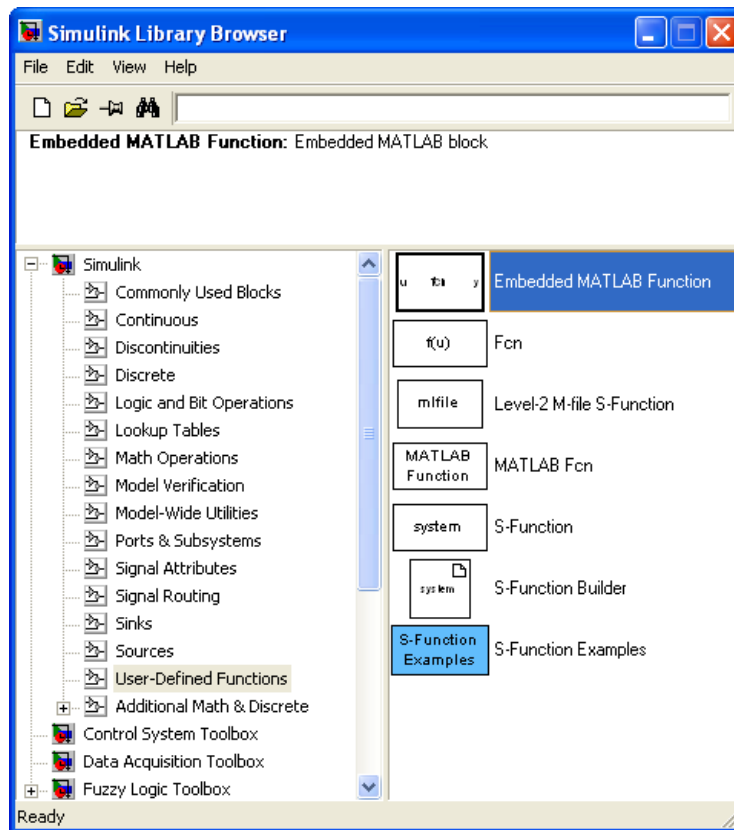 Simulink Library Browser
File Edit View Help
Embedded MATLAB Function: Embedded MATLAB block
Simulink
Commonly Used Blocks
Continuous
Discontinuities
Discrete
Logic and Bit Operations
Lookup Tables
Math Operations
Model Verification
Model-Wide Utilities
Ports & Subsystems
Signal Attributes
Signal Routing
Sinks
Sources
User-Defined Functions
Additional Math & Discrete
Control System Toolbox
Data Acquisition Toolbox
Fuzzy Logic Toolbox
u fcn y
Embedded MATLAB Function
f(u)
Fcn
mlfile
Level-2 M-file S-Function
MATLAB
Function
MATLAB Fcn
system
S-Function
system
S-Function Builder
S-Function
Examples
S-Function Examples
Ready